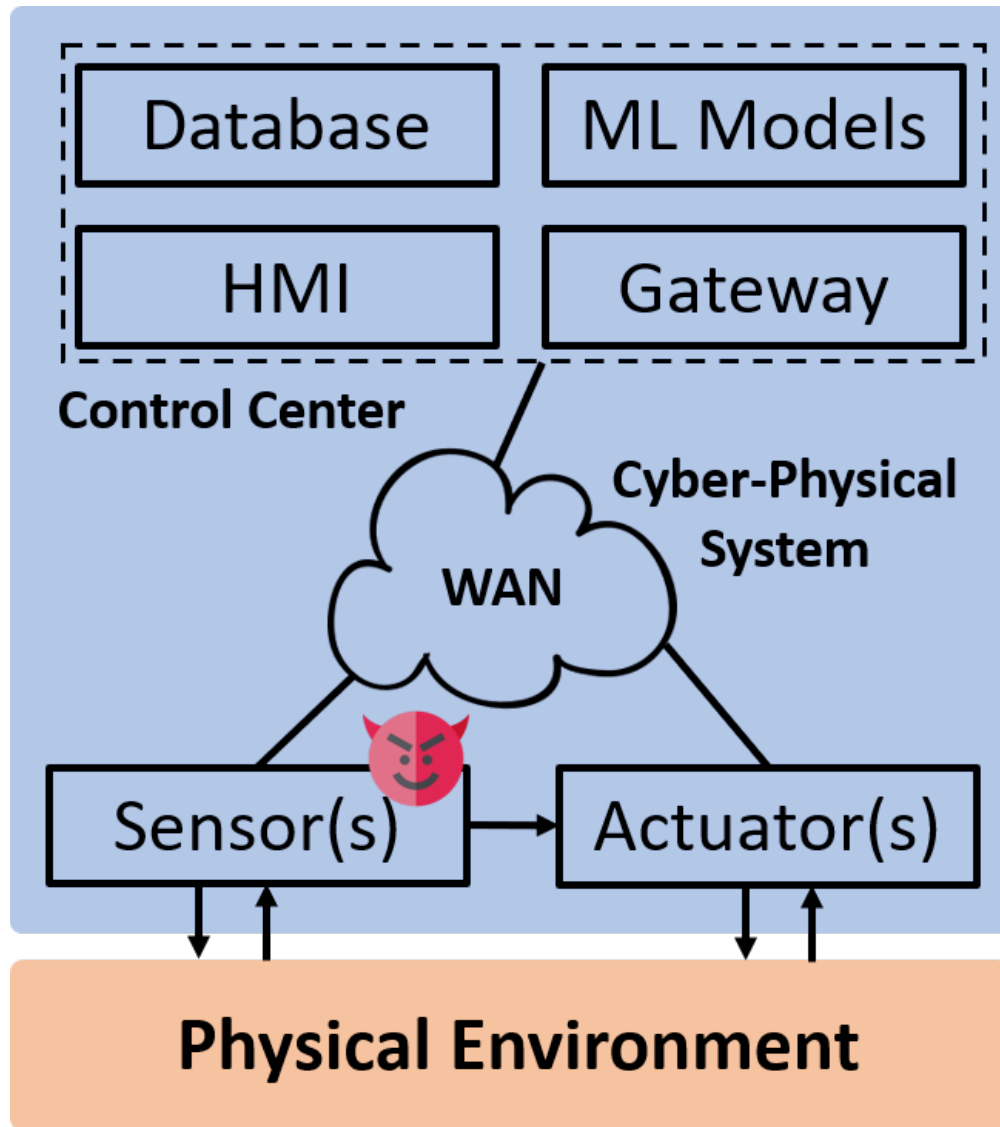 Database
ML Models
HMI
Gateway
Control Center
Cyber-Physical
System
WAN
Sensor(s)
Actuator(s)
Physical Environment